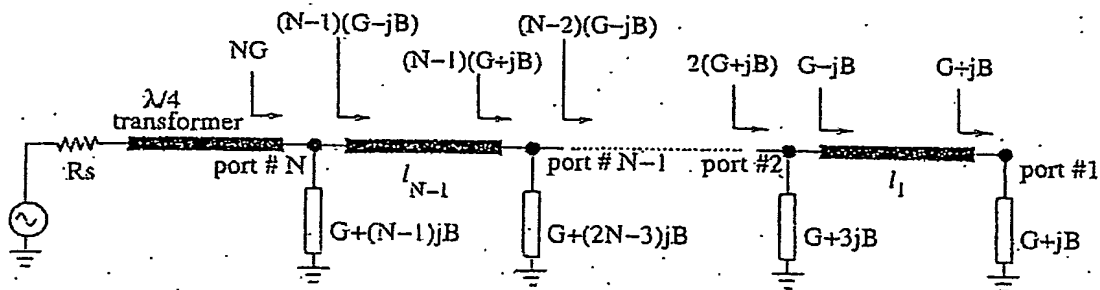 (N-1)(G-jB)
(N-2)(G-jB)
NG
(N-1)(G+jB)
2(G+jB)
G-jB
G+jB
λ/4
transformer
Rs
port # N
l_{N-1}
port # N-1
port #2
l_1
port #1
G+(N-1)jB
G+(2N-3)jB
G+3jB
G+jB